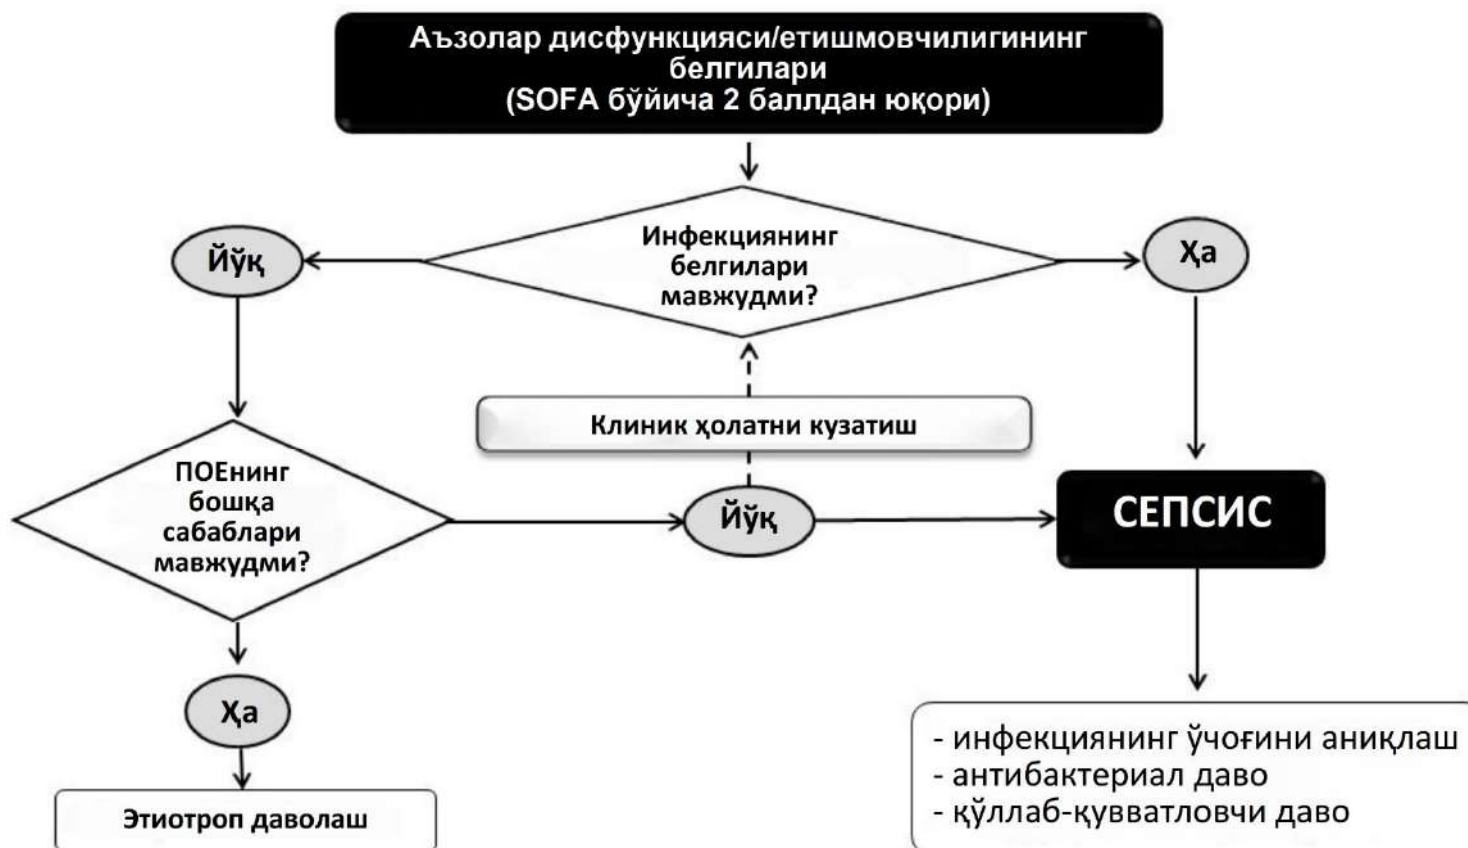 Аъзолар дисфункцияси/етишмовчилигининг
белгилари
(SOFA бўйича 2 баллдан юқори)
Инфекциянинг
белгилари
мавжудми?
Йўқ
Ҳа
Клиник ҳолатни кузатиш
ПОЕнинг
бошқа
сабаблари
мавжудми?
Йўқ
СЕПСИС
Ҳа
Этиотроп даволаш
- инфекциянинг ўчоғини аниқлаш
- антибактериал даво
- қўллаб-қувватловчи даво